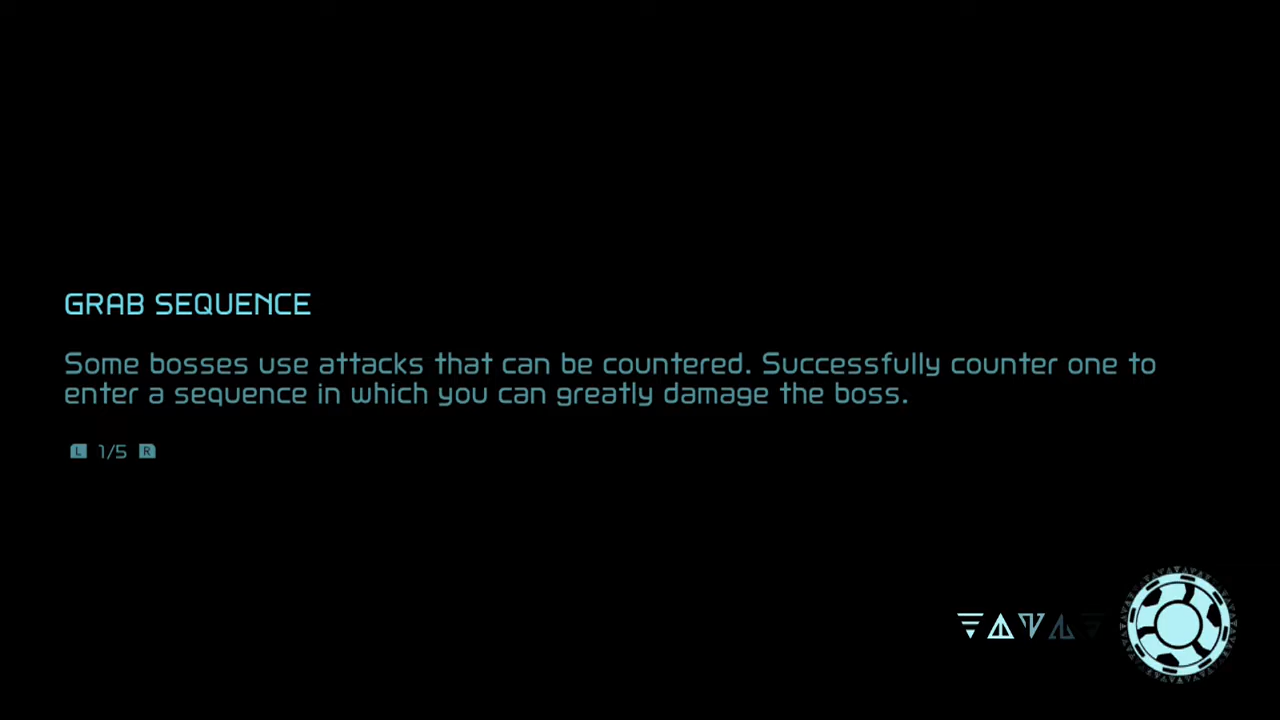 GRAB SEQUENCE
Some bosses use attacks that can be countered. Successfully counter one to
enter a sequence in which you can greatly damage the boss.
L 1/5 R